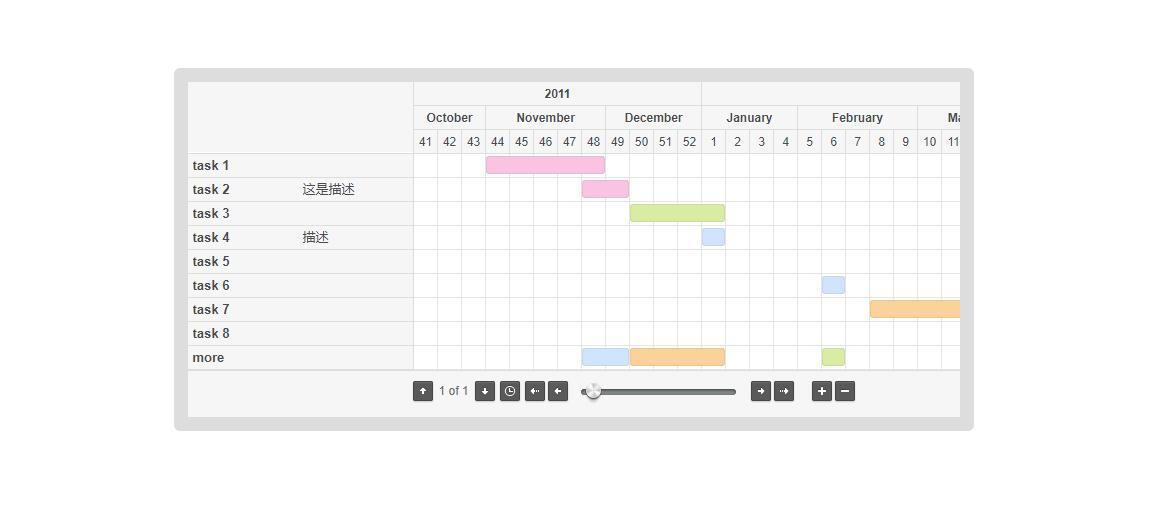 2011
October November December January February Ma
41 42 43 44 45 46 47 48 49 50 51 52 1 2 3 4 5 6 7 8 9 10 11
task 1
task 2 这是描述
task 3
task 4 描述
task 5
task 6
task 7
task 8
more
1 of 1